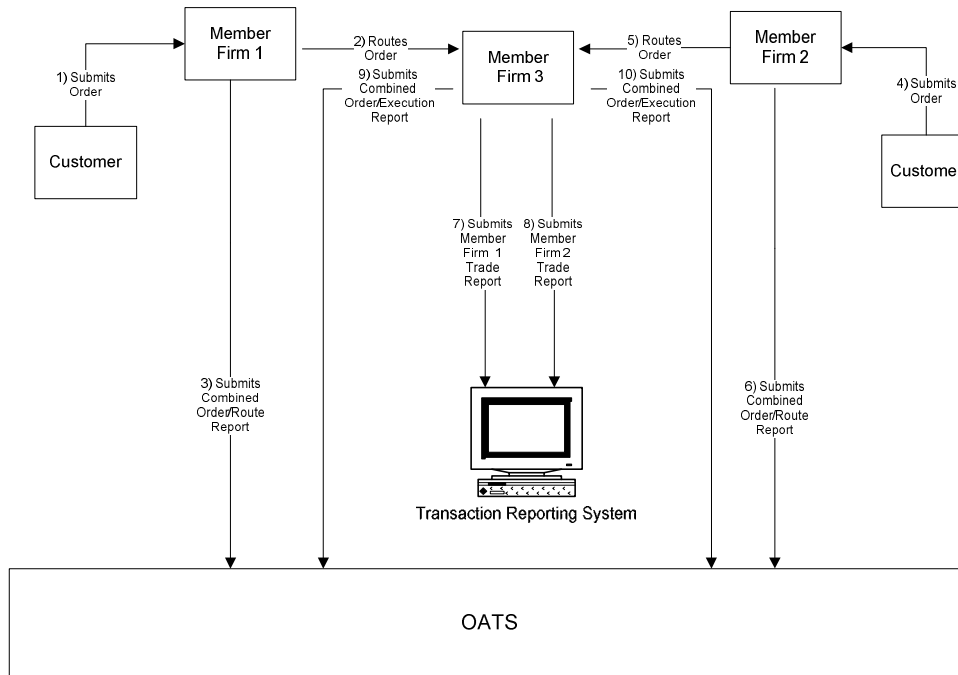 Member
Firm 1
2) Routes
Order
Member
Firm 3
5) Routes
Order
Member
Firm 2
1) Submits
Order
9) Submits
Combined
Order/Execution
Report
10) Submits
Combined
Order/Execution
Report
4) Submits
Order
Customer
Custome
7) Submits
Member
Firm 1
Trade
Report
8) Submits
Member
Firm 2
Trade
Report
3) Submits
Combined
Order/Route
Report
6) Submits
Combined
Order/Route
Report
Transaction Reporting System
OATS